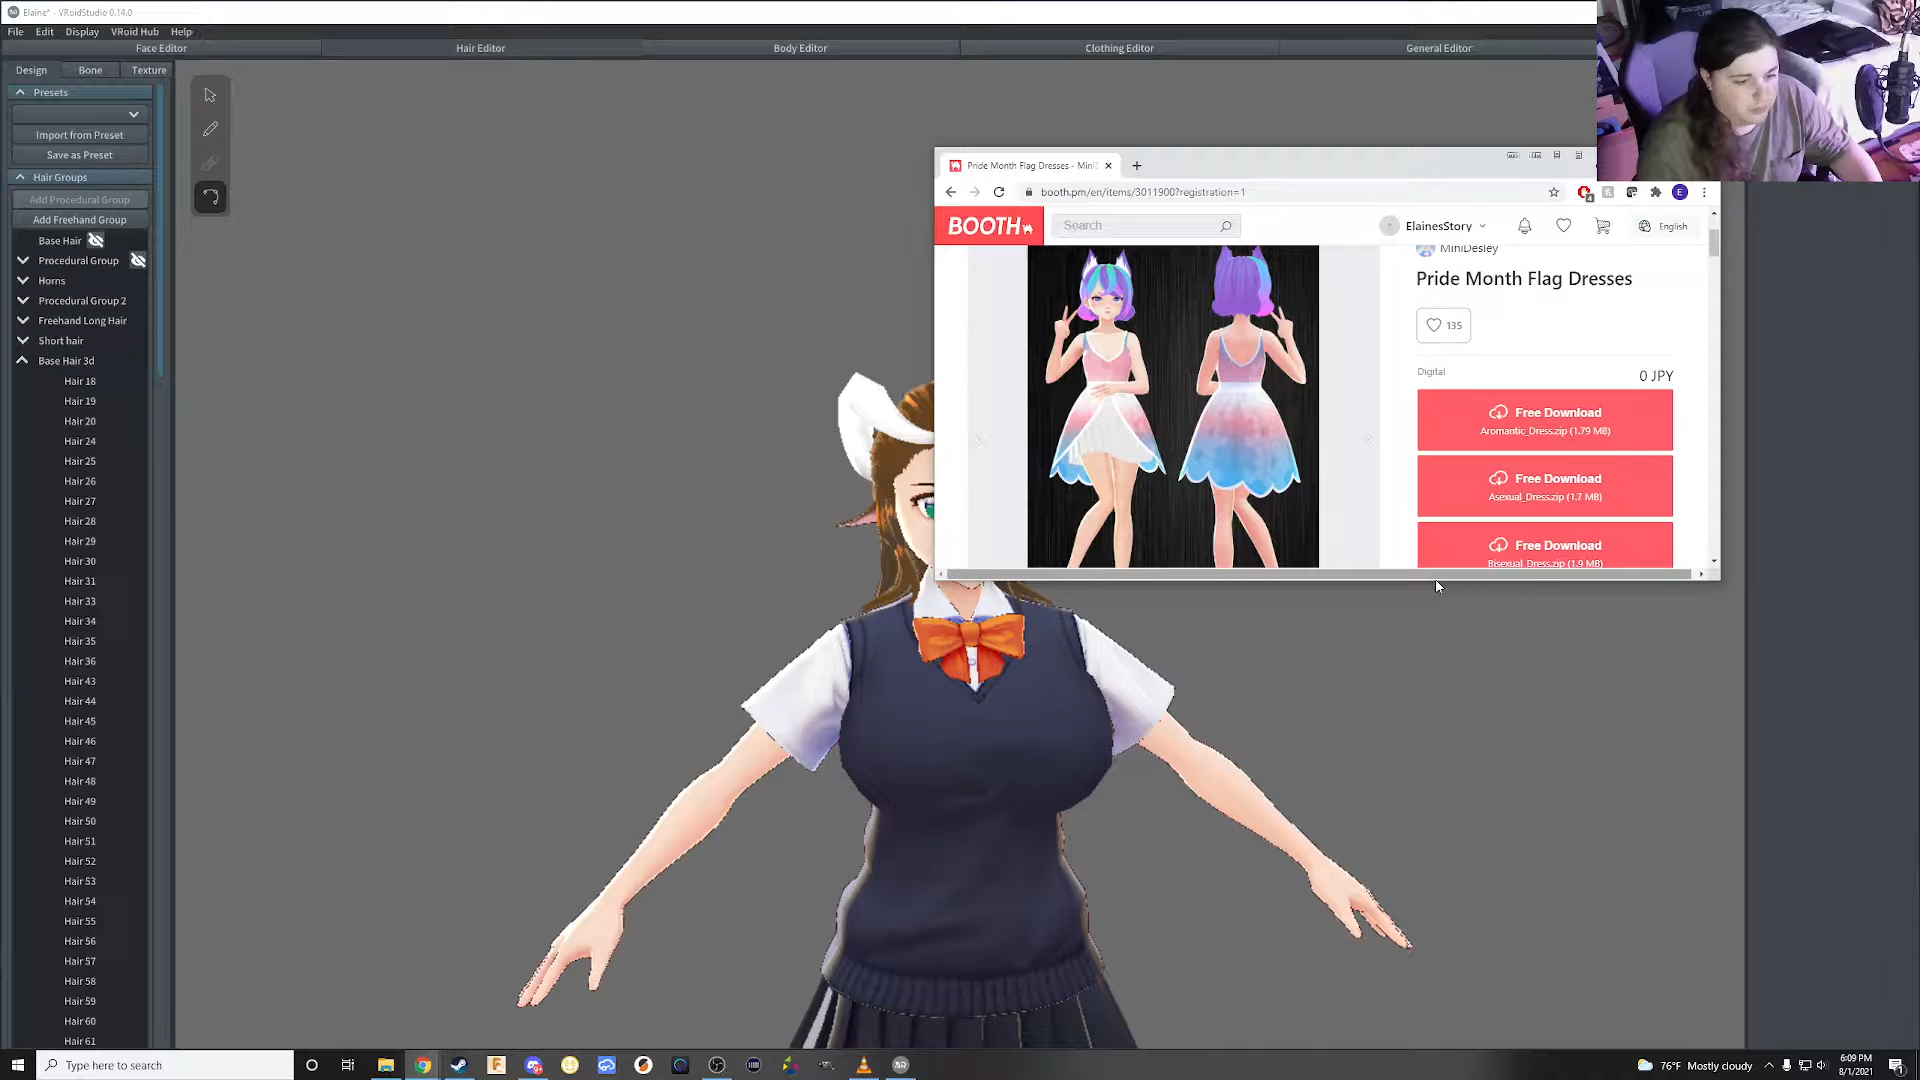 Elaine* - VRoidStudio 0.14.0
File Edit Display VRoid Hub Help
Face Editor Hair Editor Body Editor Clothing Editor General Editor
Design Bone Texture
Presets
Import from Preset
Save as Preset
Hair Groups
Add Procedural Group
Add Freehand Group
Base Hair
Procedural Group
Horns
Procedural Group 2
Freehand Long Hair
Short hair
Base Hair 3d
Hair 18
Hair 19
Hair 20
Hair 24
Hair 25
Hair 26
Hair 27
Hair 28
Hair 29
Hair 30
Hair 31
Hair 33
Hair 34
Hair 35
Hair 36
Hair 43
Hair 44
Hair 45
Hair 46
Hair 47
Hair 48
Hair 49
Hair 50
Hair 51
Hair 52
Hair 53
Hair 54
Hair 55
Hair 56
Hair 57
Hair 58
Hair 59
Hair 60
Hair 61
Pride Month Flag Dresses - Mini
booth.pm/en/items/3011900?registration=1
E
BOOTH
Search
ElainesStory
English
MiniDesley
Pride Month Flag Dresses
135
Digital
0 JPY
Free Download
Aromantic_Dress.zip (1.79 MB)
Free Download
Asexual_Dress.zip (1.7 MB)
Free Download
Bisexual_Dress.zip (1.9 MB)
Type here to search
76°F Mostly cloudy
6:09 PM
8/1/2021